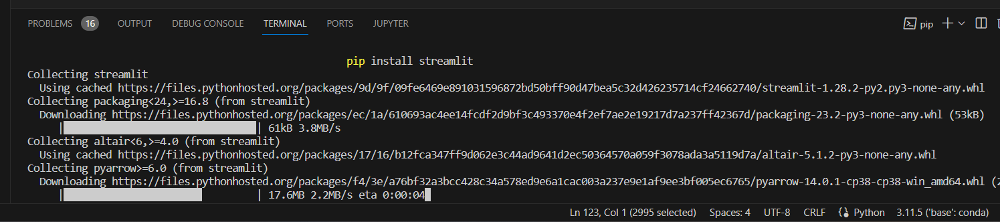 PROBLEMS 16 OUTPUT DEBUG CONSOLE TERMINAL PORTS JUPYTER pip
pip install streamlit
Collecting streamlit
Using cached https://files.pythonhosted.org/packages/9d/9f/09fe6469e891031596872bd50bff90d47bea5c32d426235714cf24662740/streamlit-1.28.2-py2.py3-none-any.whl
Collecting packaging<24,>=16.8 (from streamlit)
Downloading https://files.pythonhosted.org/packages/ec/1a/610693ac4ee14fcdf2d9bf3c493370e4f2ef7ae2e19217d7a237ff42367d/packaging-23.2-py3-none-any.whl (53kB)
|████████████████████████████████| 61kB 3.8MB/s
Collecting altair<6,>=4.0 (from streamlit)
Using cached https://files.pythonhosted.org/packages/17/16/b12fca347ff9d062e3c44ad9641d2ec50364570a059f3078ada3a5119d7a/altair-5.1.2-py3-none-any.whl
Collecting pyarrow>=6.0 (from streamlit)
Downloading https://files.pythonhosted.org/packages/f4/3e/a76bf32a3bcc428c34a578ed9e6a1cac003a237e9e1af9ee3bf005ec6765/pyarrow-14.0.1-cp38-cp38-win_amd64.whl (2
|███████████████████████         | 17.6MB 2.2MB/s eta 0:00:04
Ln 123, Col 1 (2995 selected) Spaces: 4 UTF-8 CRLF Python 3.11.5 ('base': conda)